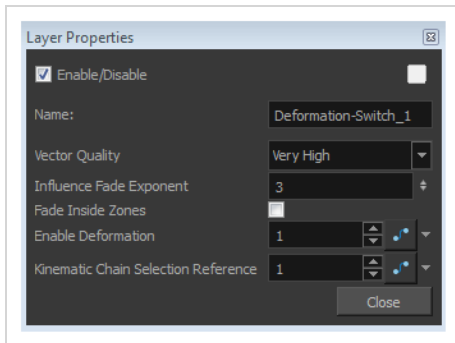 Layer Properties
Enable/Disable
Name: Deformation-Switch_1
Vector Quality Very High
Influence Fade Exponent 3
Fade Inside Zones
Enable Deformation 1
Kinematic Chain Selection Reference 1
Close